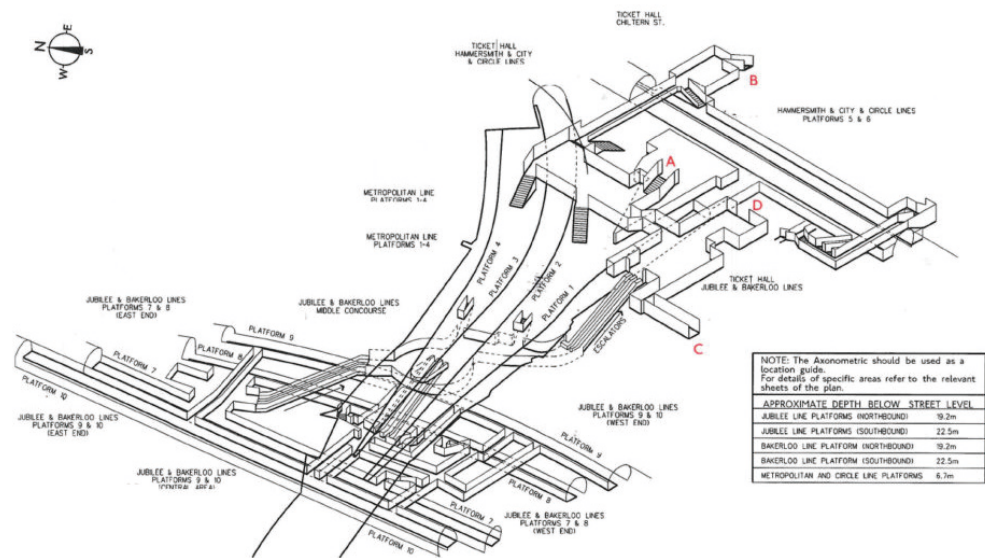 TICKET HALL
CHILTERN ST.
N
E
S
W
TICKET HALL
HAMMERSMITH & CITY
& CIRCLE LINES
B
HAMMERSMITH & CITY & CIRCLE LINES
PLATFORMS 5 & 6
A
METROPOLITAN LINE
PLATFORMS 1-4
D
METROPOLITAN LINE
PLATFORMS 1-4
PLATFORM 4
PLATFORM 3
PLATFORM 2
PLATFORM 1
TICKET HALL
JUBILEE & BAKERLOO LINES
JUBILEE & BAKERLOO LINES
PLATFORMS 7 & 8
(EAST END)
JUBILEE & BAKERLOO LINES
MIDDLE CONCOURSE
ESCALATORS
C
PLATFORM 9
PLATFORM 8
PLATFORM 7
PLATFORM 10
NOTE: The Axonometric should be used as a
location guide.
For details of specific areas refer to the relevant
sheets of the plan.
APPROXIMATE DEPTH BELOW STREET LEVEL
JUBILEE LINE PLATFORMS (NORTHBOUND) 19.2m
JUBILEE LINE PLATFORMS (SOUTHBOUND) 22.5m
BAKERLOO LINE PLATFORM (NORTHBOUND) 19.2m
BAKERLOO LINE PLATFORM (SOUTHBOUND) 22.5m
METROPOLITAN AND CIRCLE LINE PLATFORMS 6.7m
JUBILEE & BAKERLOO LINES
PLATFORMS 9 & 10
(EAST END)
JUBILEE & BAKERLOO LINES
PLATFORMS 9 & 10
(WEST END)
JUBILEE & BAKERLOO LINES
PLATFORMS 9 & 10
(CENTRAL AREA)
PLATFORM 9
PLATFORM 8
PLATFORM 7
PLATFORM 10
JUBILEE & BAKERLOO LINES
PLATFORMS 7 & 8
(WEST END)